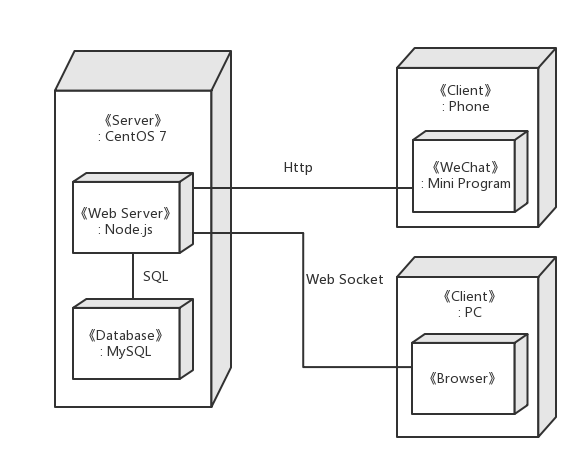 《Server》
: CentOS 7
《Web Server》
: Node.js
SQL
《Database》
: MySQL
Http
Web Socket
《Client》
: Phone
《WeChat》
: Mini Program
《Client》
: PC
《Browser》